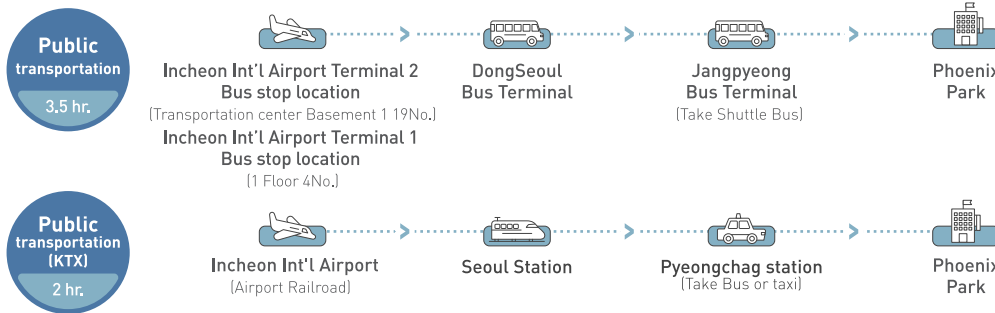 Public
transportation
3.5 hr.
Incheon Int'l Airport Terminal 2
Bus stop location
(Transportation center Basement 1 19No.)
Incheon Int'l Airport Terminal 1
Bus stop location
(1 Floor 4No.)
DongSeoul
Bus Terminal
Jangpyeong
Bus Terminal
(Take Shuttle Bus)
Phoenix
Park
Public
transportation
(KTX)
2 hr.
Incheon Int'l Airport
(Airport Railroad)
Seoul Station
Pyeongchag station
(Take Bus or taxi)
Phoenix
Park